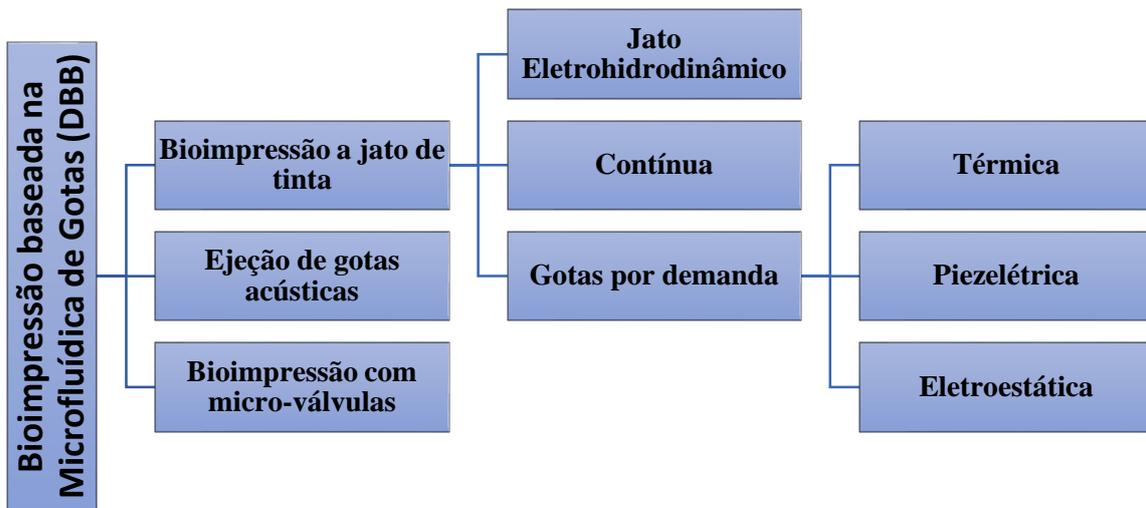 Bioimpressão baseada na
Microfluídica de Gotas (DBB)
Bioimpressão a jato de
tinta
Ejeção de gotas
acústicas
Bioimpressão com
micro-válvulas
Jato
Eletrohidrodinâmico
Contínua
Gotas por demanda
Térmica
Piezelétrica
Eletroestática